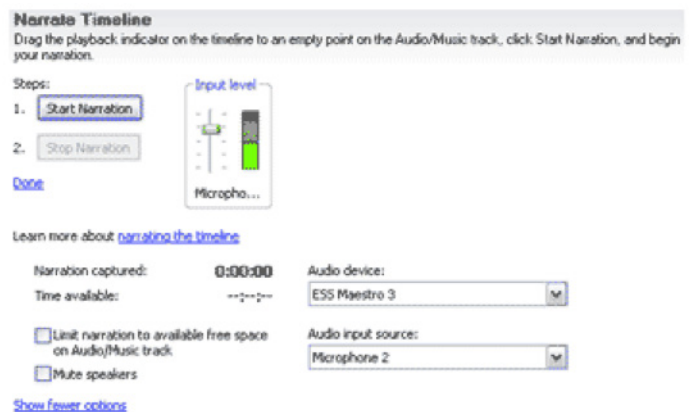 Narrate Timeline
Drag the playback indicator on the timeline to an empty point on the Audio/Music track, click Start Narration, and begin
your narration.
Steps:
1. Start Narration
2. Stop Narration
Done
Input level
Micropho...
Learn more about narrating the timeline
Narration captured: 0:00:00
Time available: --:--:--
Limit narration to available free space
on Audio/Music track
Mute speakers
Show fewer options
Audio device:
ESS Maestro 3
Audio input source:
Microphone 2